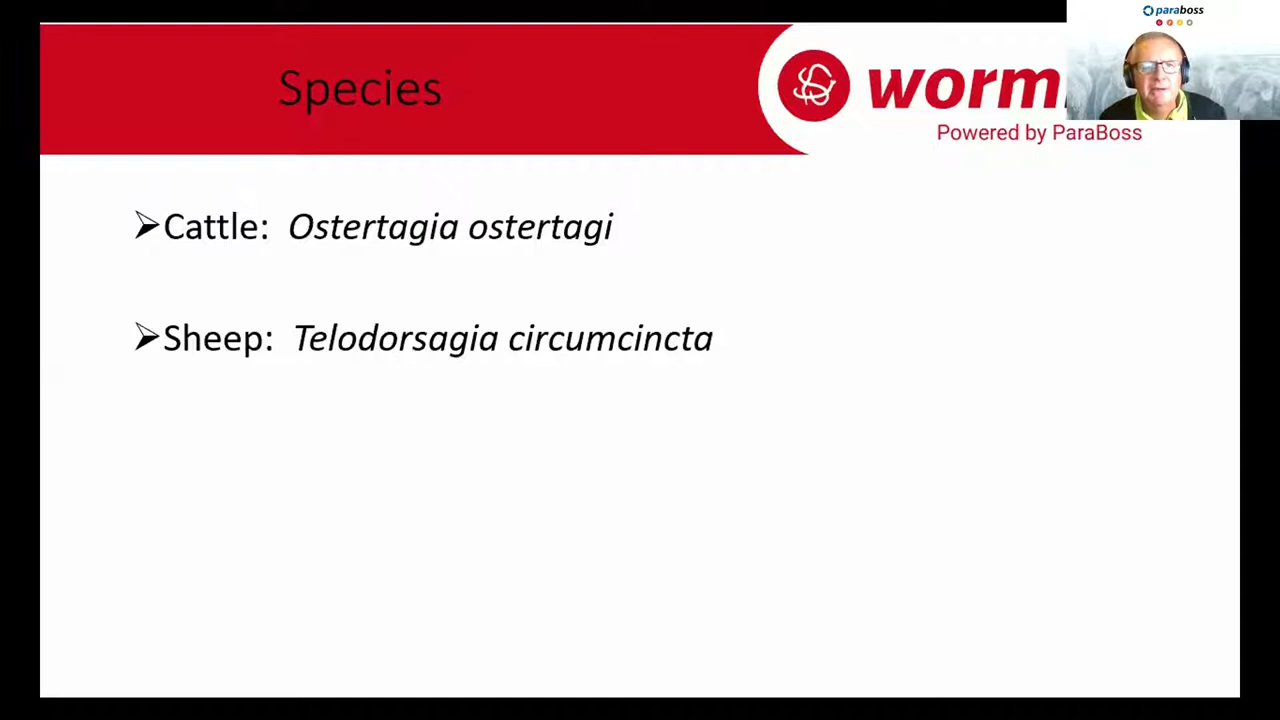 paraboss
Species
worm
Powered by ParaBoss
Cattle: Ostertagia ostertagi
Sheep: Telodorsagia circumcincta